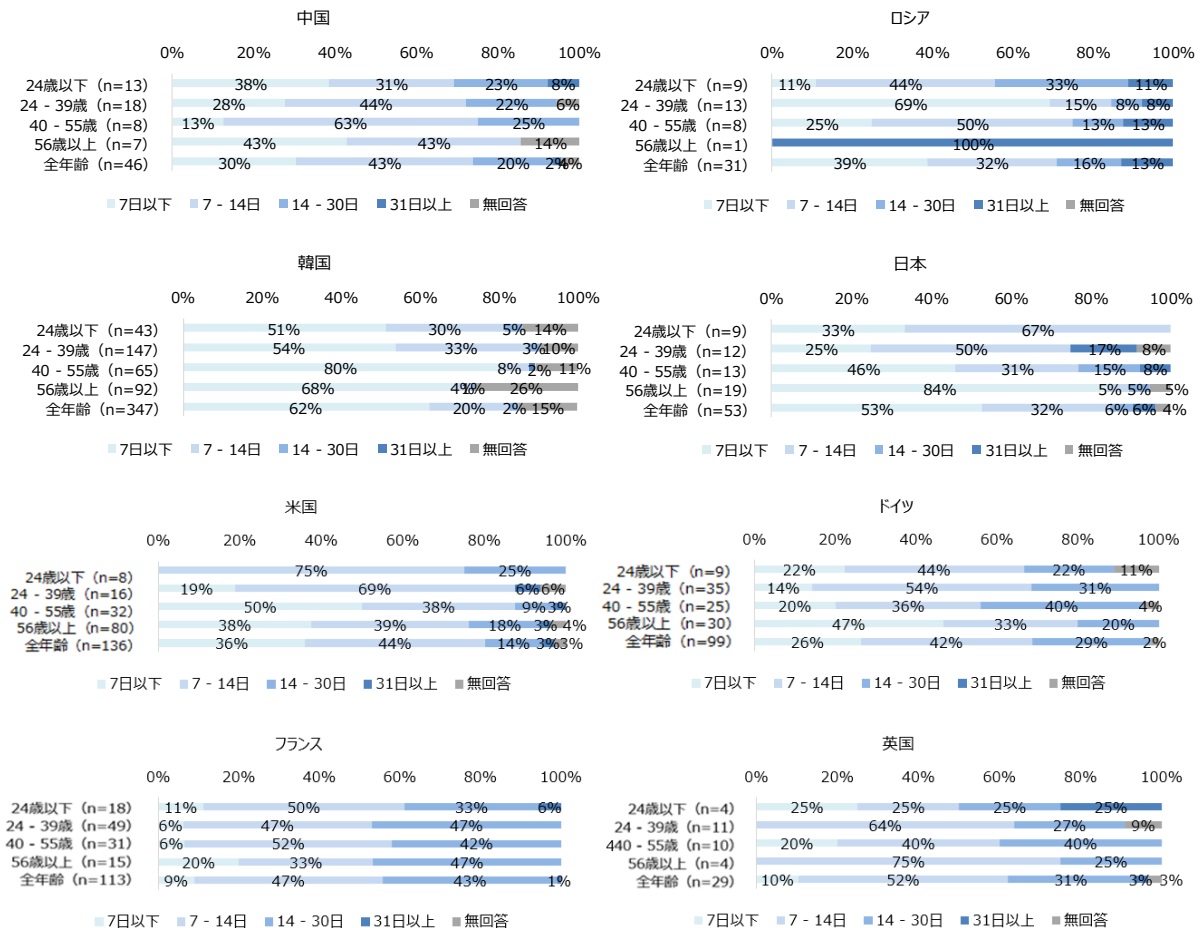 中国
0% 20% 40% 60% 80% 100%
24歳以下 (n=13) 38% 31% 23% 8%
24 - 39歳 (n=18) 28% 44% 22% 6%
40 - 55歳 (n=8) 13% 63% 25%
56歳以上 (n=7) 43% 43% 14%
全年齢 (n=46) 30% 43% 20% 2% 4%
7日以下 7 - 14日 14 - 30日 31日以上 無回答
ロシア
0% 20% 40% 60% 80% 100%
24歳以下 (n=9) 11% 44% 33% 11%
24 - 39歳 (n=13) 69% 15% 8% 8%
40 - 55歳 (n=8) 25% 50% 13% 13%
56歳以上 (n=1) 100%
全年齢 (n=31) 39% 32% 16% 13%
7日以下 7 - 14日 14 - 30日 31日以上 無回答
韓国
0% 20% 40% 60% 80% 100%
24歳以下 (n=43) 51% 30% 5% 14%
24 - 39歳 (n=147) 54% 33% 3% 10%
40 - 55歳 (n=65) 80% 8% 2% 11%
56歳以上 (n=92) 68% 4% 1% 26%
全年齢 (n=347) 62% 20% 2% 15%
7日以下 7 - 14日 14 - 30日 31日以上 無回答
日本
0% 20% 40% 60% 80% 100%
24歳以下 (n=9) 33% 67%
24 - 39歳 (n=12) 25% 50% 17% 8%
40 - 55歳 (n=13) 46% 31% 15% 8%
56歳以上 (n=19) 84% 5% 5% 5%
全年齢 (n=53) 53% 32% 6% 6% 4%
7日以下 7 - 14日 14 - 30日 31日以上 無回答
米国
0% 20% 40% 60% 80% 100%
24歳以下 (n=8) 75% 25%
24 - 39歳 (n=16) 19% 69% 6% 6%
40 - 55歳 (n=32) 50% 38% 9% 3%
56歳以上 (n=80) 38% 39% 18% 3% 4%
全年齢 (n=136) 36% 44% 14% 3% 3%
7日以下 7 - 14日 14 - 30日 31日以上 無回答
ドイツ
0% 20% 40% 60% 80% 100%
24歳以下 (n=9) 22% 44% 22% 11%
24 - 39歳 (n=35) 14% 54% 31%
40 - 55歳 (n=25) 20% 36% 40% 4%
56歳以上 (n=30) 47% 33% 20%
全年齢 (n=99) 26% 42% 29% 2%
7日以下 7 - 14日 14 - 30日 31日以上 無回答
フランス
0% 20% 40% 60% 80% 100%
24歳以下 (n=18) 11% 50% 33% 6%
24 - 39歳 (n=49) 6% 47% 47%
40 - 55歳 (n=31) 6% 52% 42%
56歳以上 (n=15) 20% 33% 47%
全年齢 (n=113) 9% 47% 43% 1%
7日以下 7 - 14日 14 - 30日 31日以上 無回答
英国
0% 20% 40% 60% 80% 100%
24歳以下 (n=4) 25% 25% 25% 25%
24 - 39歳 (n=11) 64% 27% 9%
440 - 55歳 (n=10) 20% 40% 40%
56歳以上 (n=4) 75% 25%
全年齢 (n=29) 10% 52% 31% 3% 3%
7日以下 7 - 14日 14 - 30日 31日以上 無回答